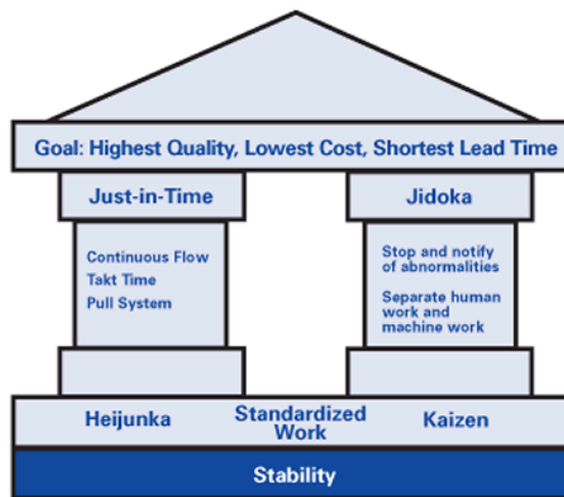 Goal: Highest Quality, Lowest Cost, Shortest Lead Time
Just-in-Time
Continuous Flow
Takt Time
Pull System
Jidoka
Stop and notify
of abnormalities
Separate human
work and
machine work
Heijunka
Standardized
Work
Kaizen
Stability